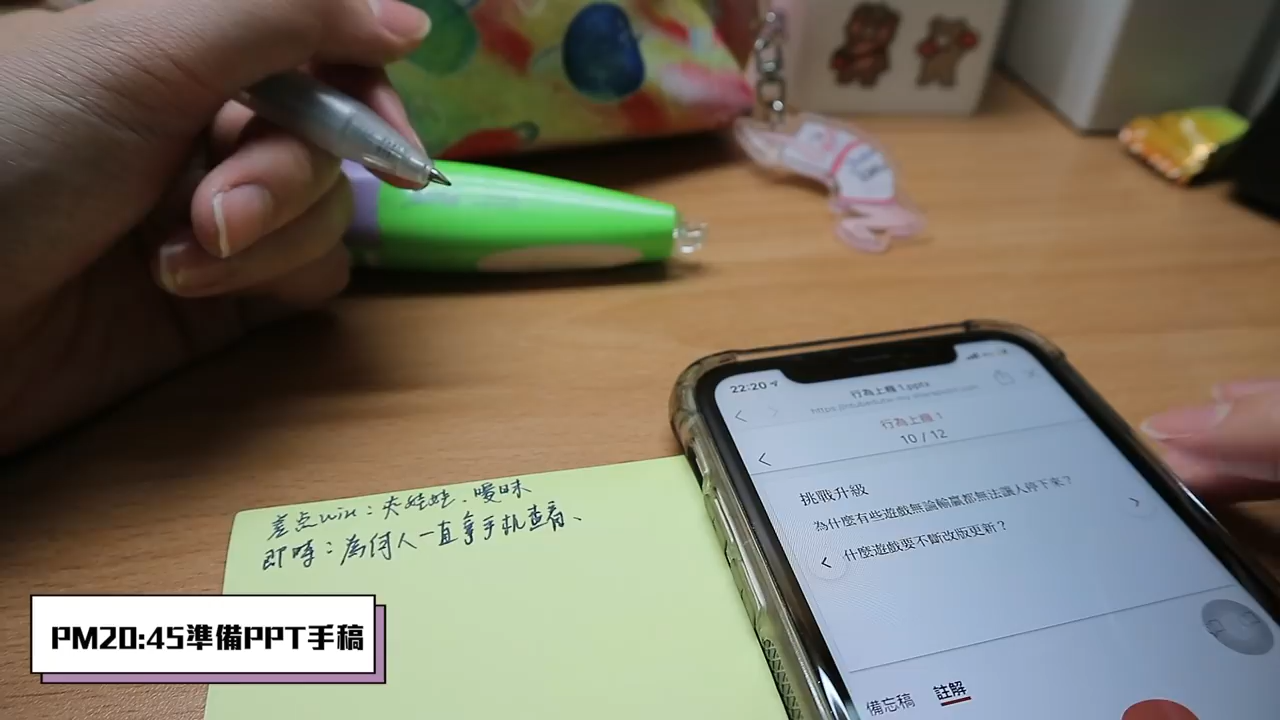 差点win：夹娃娃、曖昧
即時：為何人一直拿手机查看、
22:20
行為上癮 1.pptx
行為上癮 1
10 / 12
挑戰升級
為什麼有些遊戲無論輸贏都無法讓人停下來？
什麼遊戲要不斷改版更新？
備忘稿 註解
PM20:45準備PPT手稿